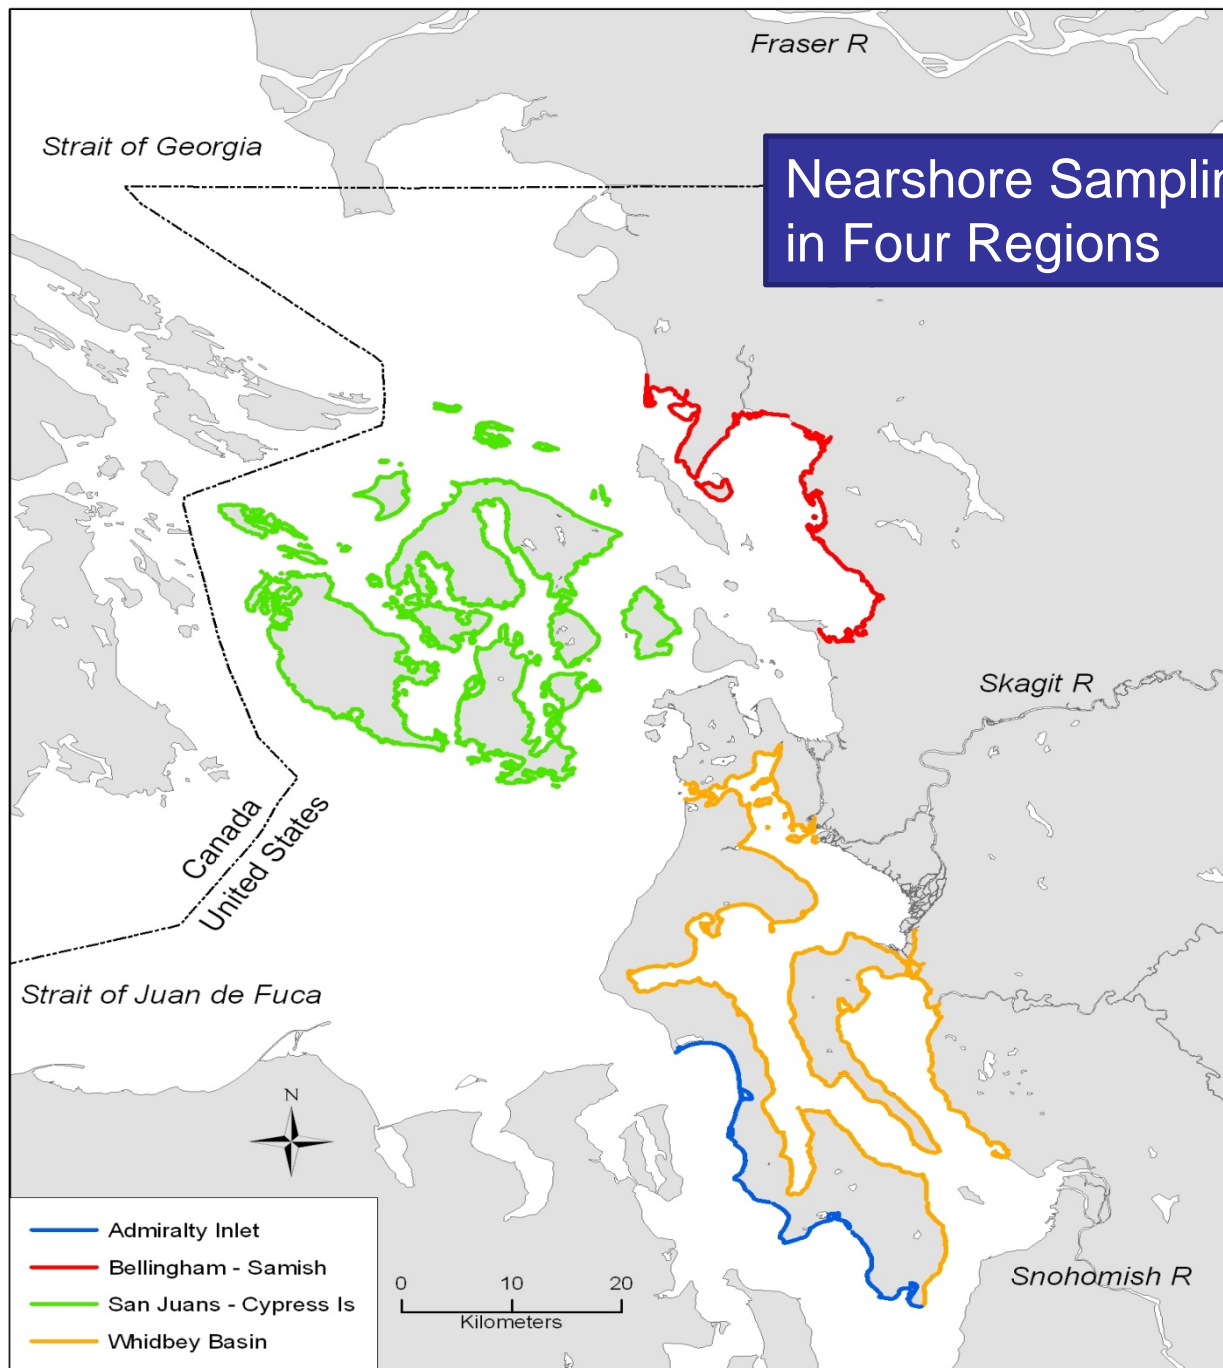 Fraser R
Strait of Georgia
Nearshore Samplin
in Four Regions
Skagit R
Canada
United States
Strait of Juan de Fuca
N
Admiralty Inlet
Bellingham - Samish
San Juans - Cypress Is
Whidbey Basin
0 10 20
Kilometers
Snohomish R